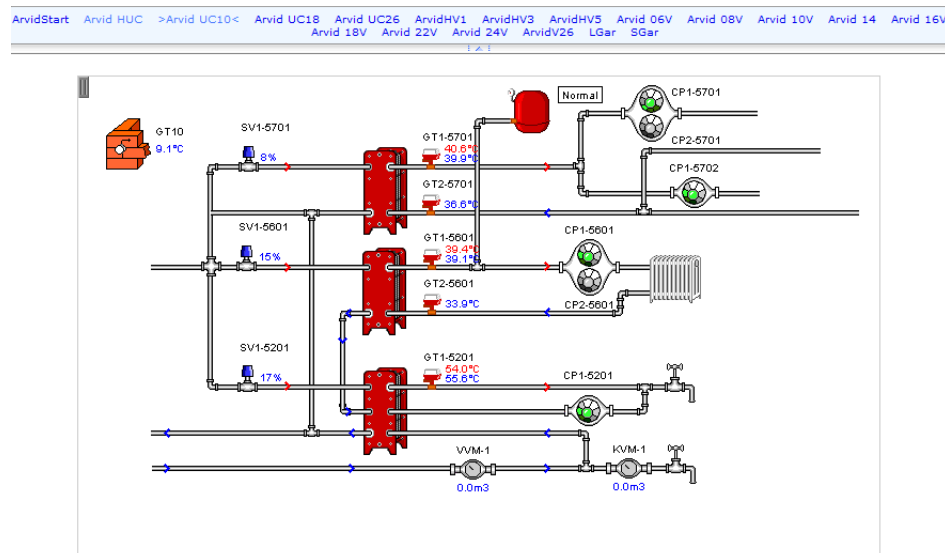 ArvidStart Arvid HUC >Arvid UC10< Arvid UC18 Arvid UC26 ArvidHV1 ArvidHV3 ArvidHV5 Arvid 06V Arvid 08V Arvid 10V Arvid 14 Arvid 16V
Arvid 18V Arvid 22V Arvid 24V ArvidV26 LGar SGar
Normal
CP1-5701
GT10
9.1°C
SV1-5701
8%
GT1-5701
40.6°C
39.9°C
CP2-5701
CP1-5702
GT2-5701
36.6°C
SV1-5601
15%
GT1-5601
39.4°C
39.1°C
CP1-5601
GT2-5601
33.9°C
CP2-5601
SV1-5201
17%
GT1-5201
54.0°C
55.6°C
CP1-5201
VVM-1
0.0m3
KVM-1
0.0m3